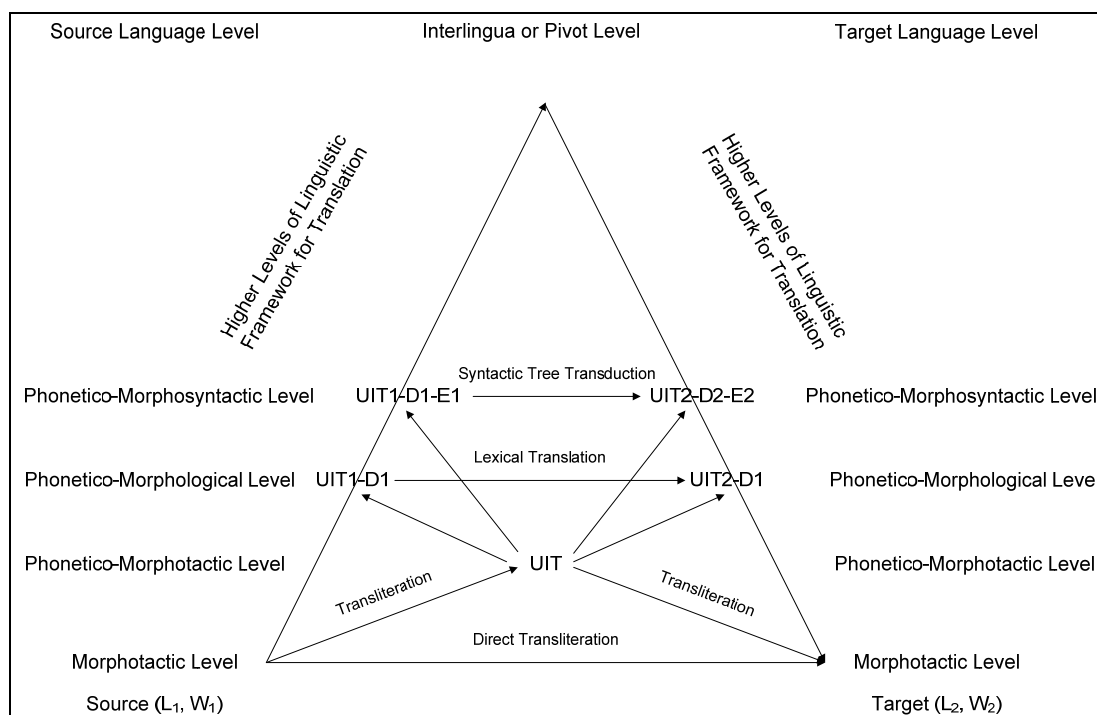 Source Language Level
Interlingua or Pivot Level
Target Language Level
Higher Levels of Linguistic
Framework for Translation
Higher Levels of Linguistic
Framework for Translation
Syntactic Tree Transduction
Phonetico-Morphosyntactic Level
UIT1-D1-E1
UIT2-D2-E2
Phonetico-Morphosyntactic Level
Lexical Translation
Phonetico-Morphological Level
UIT1-D1
UIT2-D1
Phonetico-Morphological Leve
Phonetico-Morphotactic Level
UIT
Phonetico-Morphotactic Level
Transliteration
Transliteration
Direct Transliteration
Morphotactic Level
Morphotactic Level
Source (L₁, W₁)
Target (L₂, W₂)